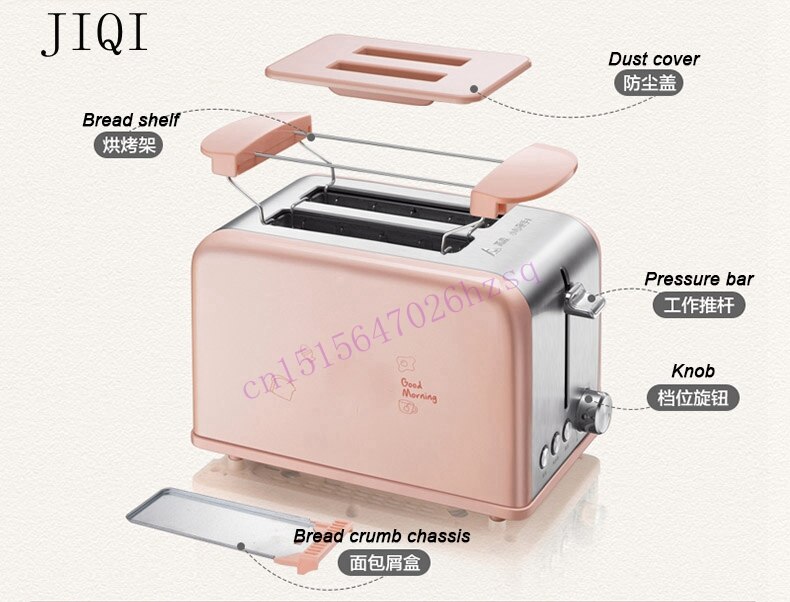 JIQI
Dust cover
防尘盖
Bread shelf
烘烤架
Pressure bar
工作推杆
Knob
档位旋钮
cn1515647026hzsq
Good
Morning
Bread crumb chassis
面包屑盒